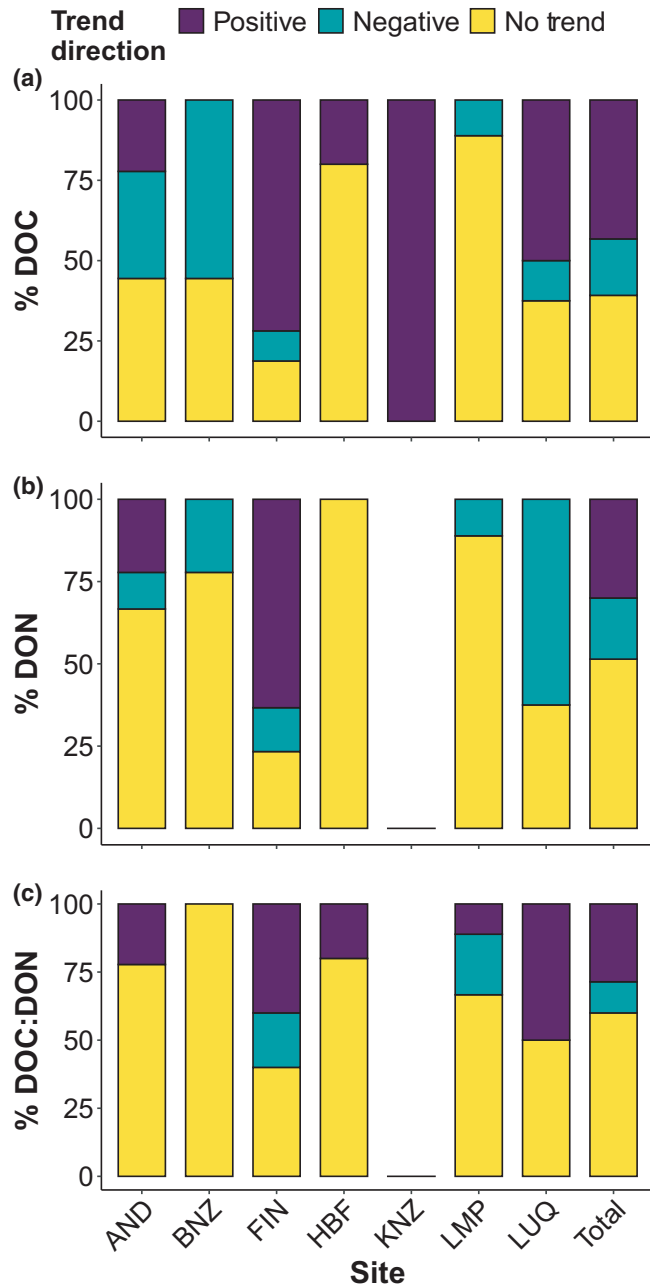 Trend direction
Positive
Negative
No trend
(a)
% DOC
100
75
50
25
0
(b)
% DON
100
75
50
25
0
(c)
% DOC:DON
100
75
50
25
0
AND
BNZ
FIN
HBF
KNZ
LMP
LUQ
Total
Site